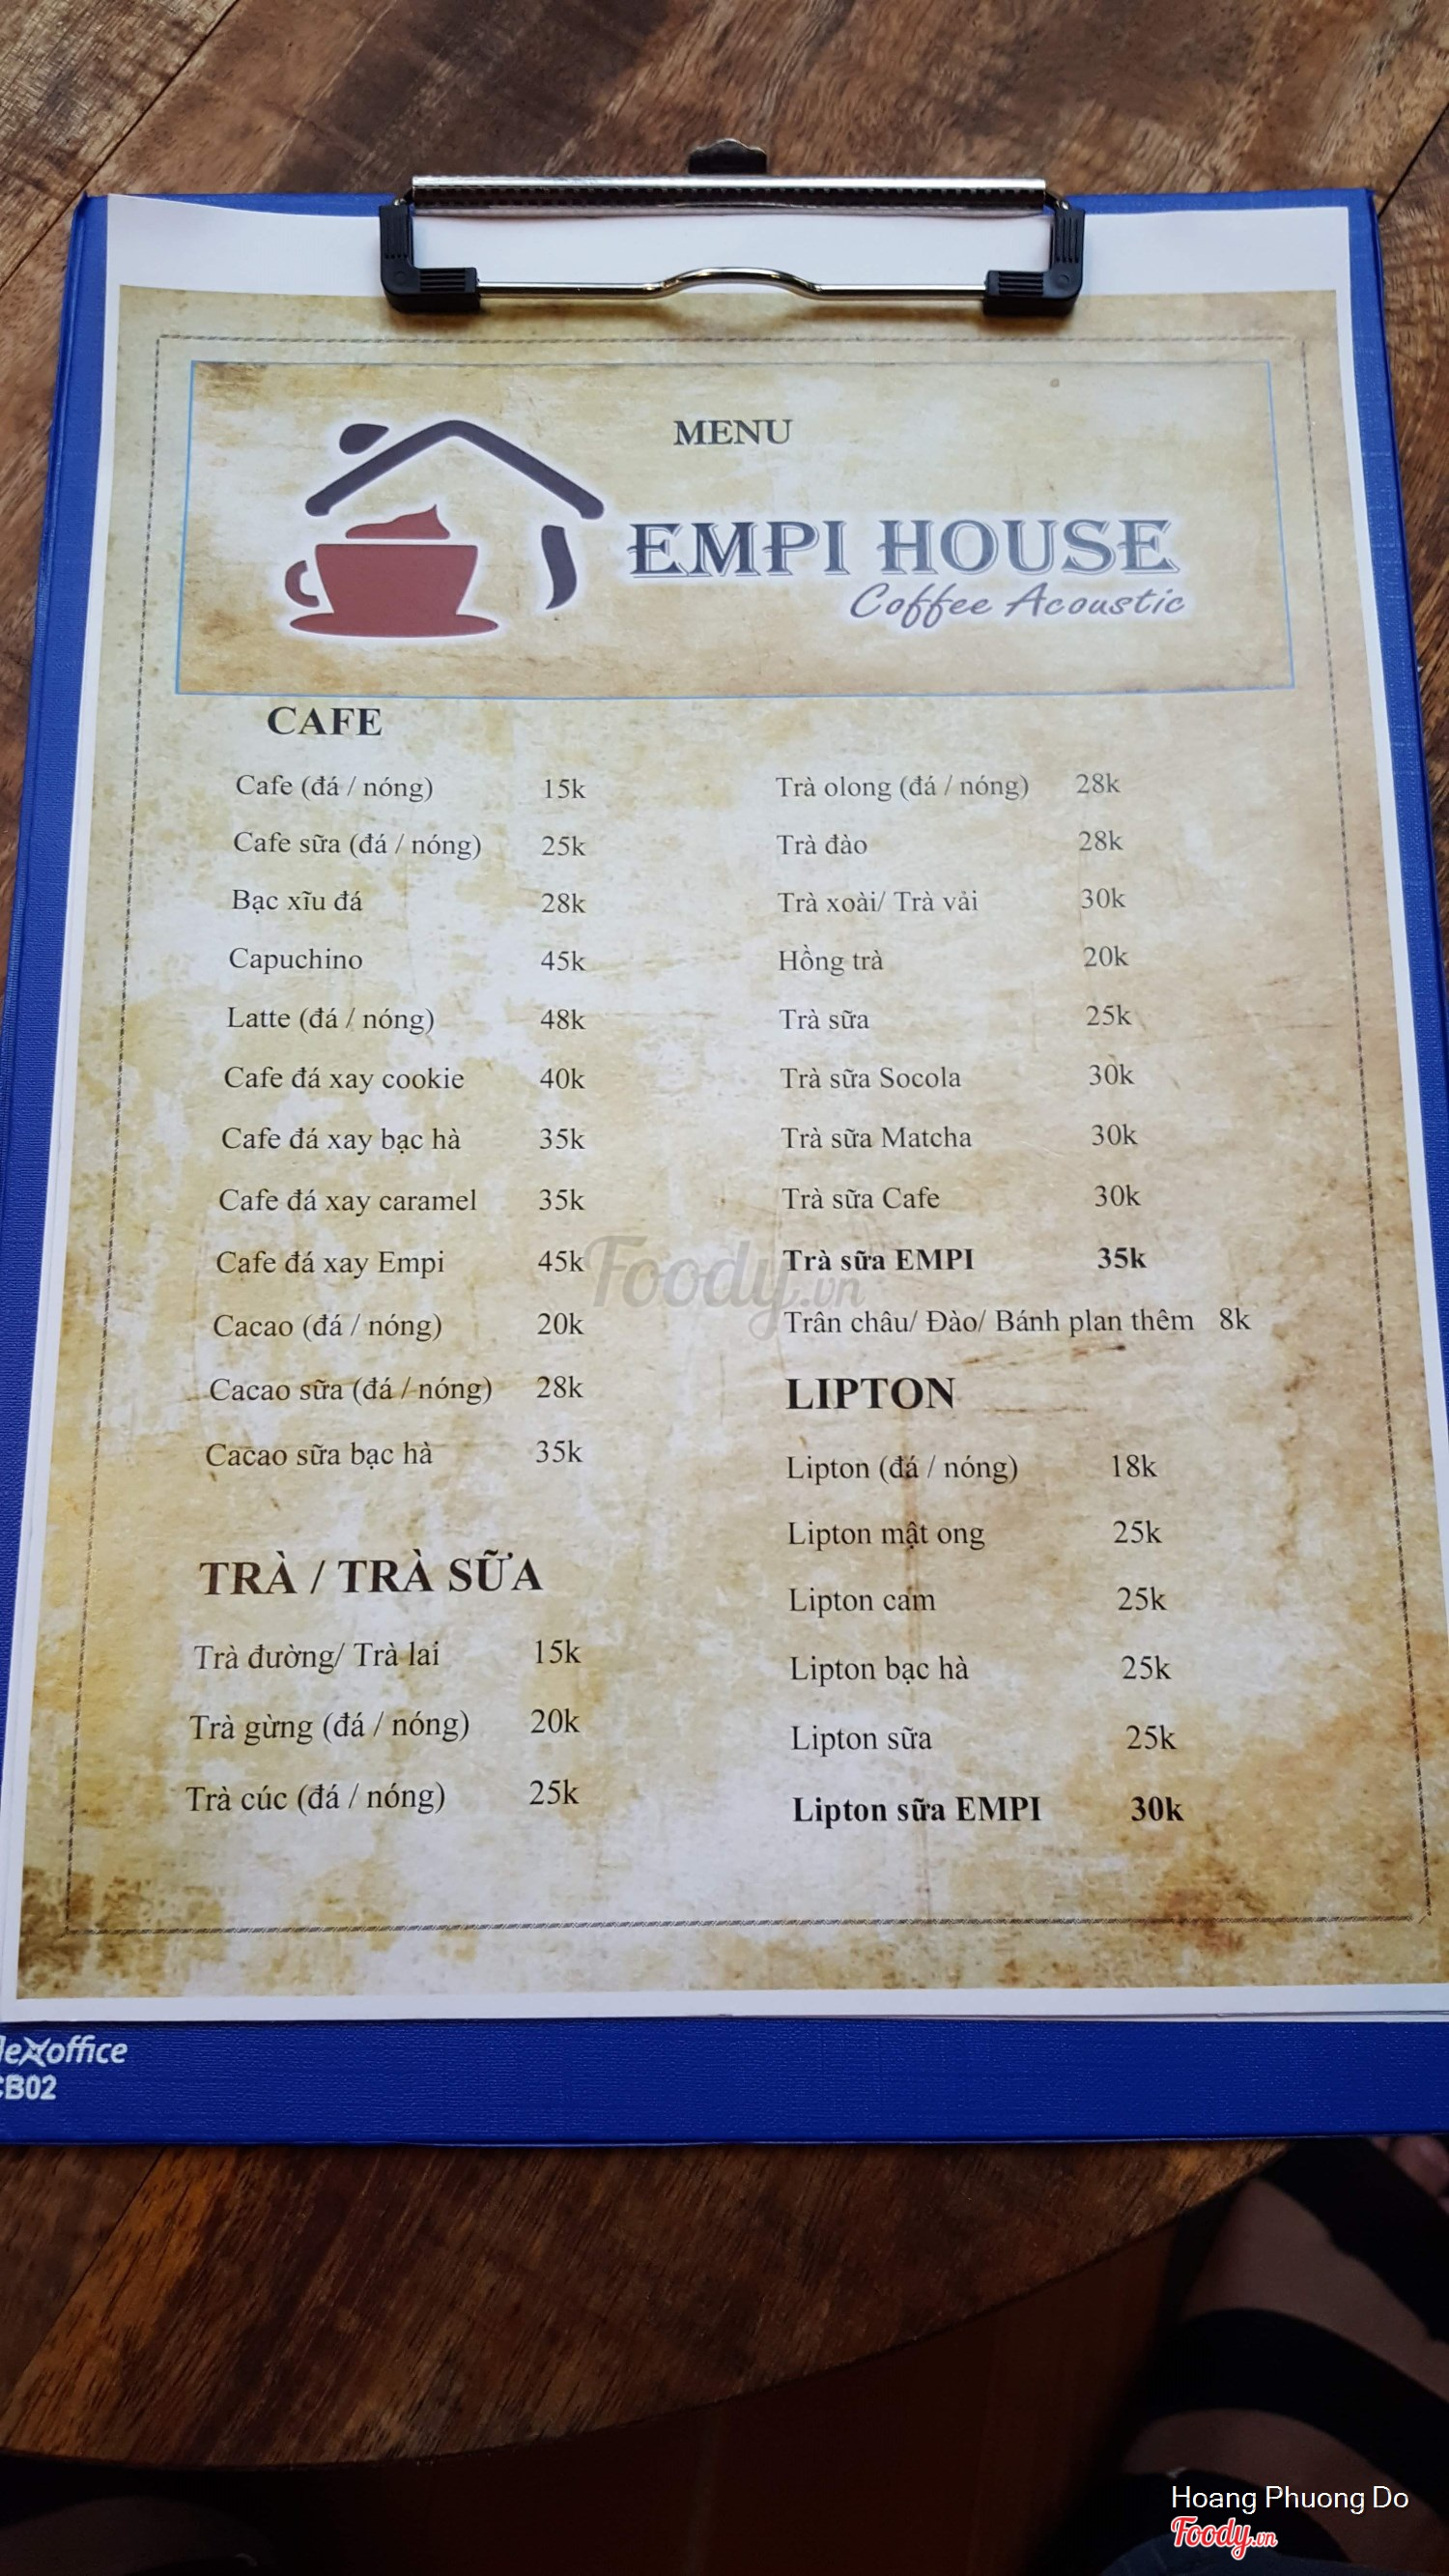 MENU
EMPI HOUSE
Coffee Acoustic
CAFE
Cafe (đá / nóng) 15k
Cafe sữa (đá / nóng) 25k
Bạc xĩu đá 28k
Capuchino 45k
Latte (đá / nóng) 48k
Cafe đá xay cookie 40k
Cafe đá xay bạc hà 35k
Cafe đá xay caramel 35k
Cafe đá xay Empi 45k
Cacao (đá / nóng) 20k
Cacao sữa (đá / nóng) 28k
Cacao sữa bạc hà 35k
TRÀ / TRÀ SỮA
Trà đường/ Trà lai 15k
Trà gừng (đá / nóng) 20k
Trà cúc (đá / nóng) 25k
Trà olong (đá / nóng) 28k
Trà đào 28k
Trà xoài/ Trà vải 30k
Hồng trà 20k
Trà sữa 25k
Trà sữa Socola 30k
Trà sữa Matcha 30k
Trà sữa Cafe 30k
Trà sữa EMPI 35k
Trân châu/ Đào/ Bánh plan thêm 8k
LIPTON
Lipton (đá / nóng) 18k
Lipton mật ong 25k
Lipton cam 25k
Lipton bạc hà 25k
Lipton sữa 25k
Lipton sữa EMPI 30k
Foody.vn
lexoffice
CB02
Hoang Phuong Do
Foody.vn